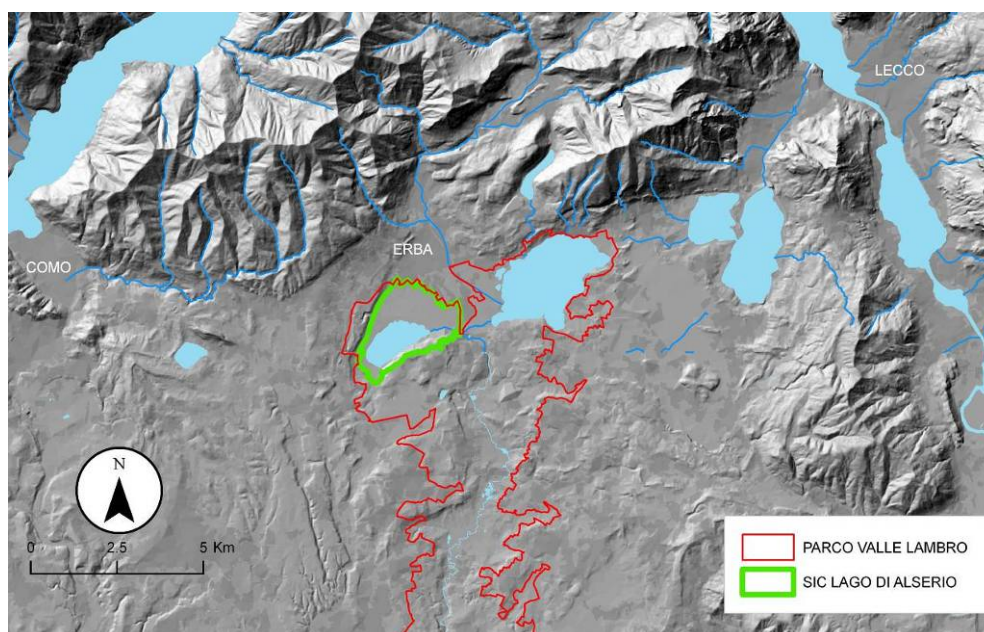 LECCO
ERBA
COMO
N
0 2.5 5 Km
PARCO VALLE LAMBRO
SIC LAGO DI ALSERIO